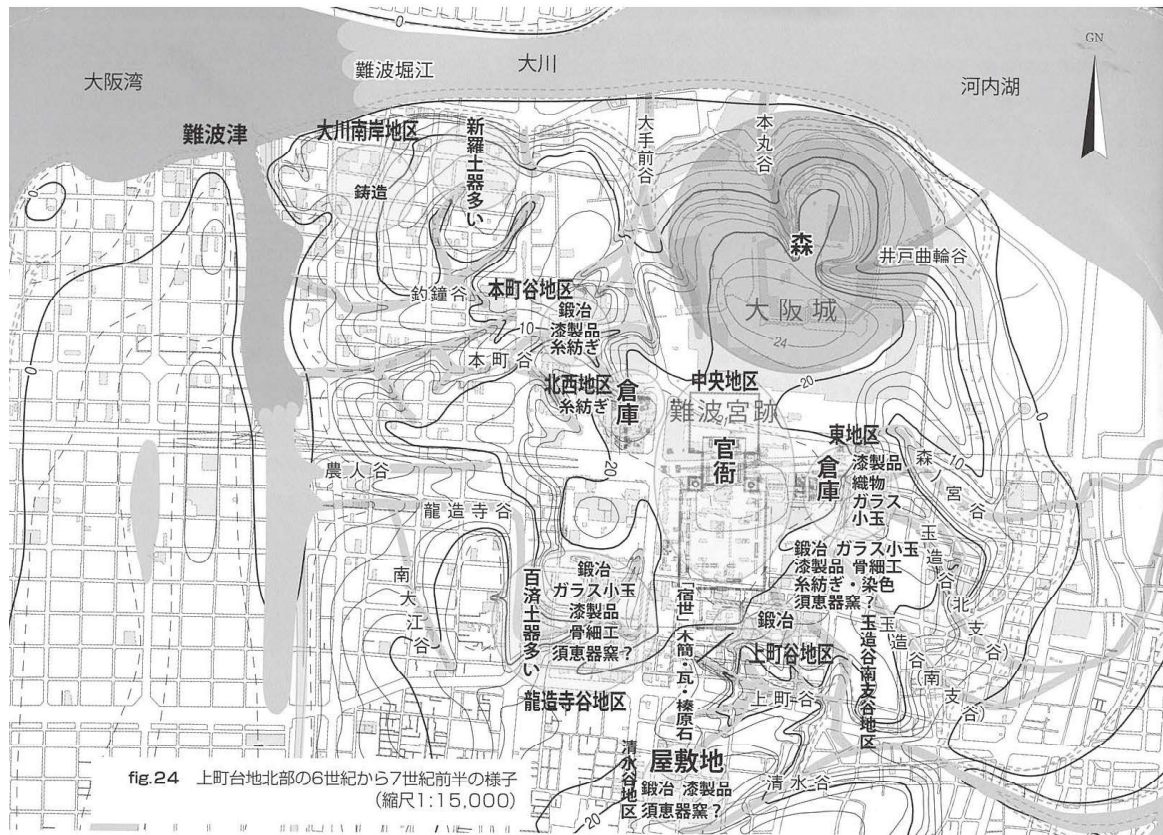 GN
0
大阪湾
難波堀江
大川
河内湖
難波津
大川南岸地区
新羅土器多い
大手前谷
本丸谷
0
鋳造
森
井戸曲輪谷
釣鐘谷
本町谷地区
鍛冶
漆製品
糸紡ぎ
大阪城
24
10
本町谷
20
0
0
北西地区
糸紡ぎ
倉庫
中央地区
難波宮跡
官衙
東地区
倉庫
漆製品
織物
ガラス
小玉
森ノ宮谷
10
20
農人谷
龍造寺谷
鍛冶 ガラス小玉
漆製品 骨細工
糸紡ぎ・染色
須恵器窯?
玉造谷(北支谷)
南大江谷
百済土器多い
鍛冶
ガラス小玉
漆製品
骨細工
須恵器窯?
龍造寺谷地区
「宿世」木簡・瓦・榛原石
鍛冶
上町谷地区
上町谷
玉造谷南支谷地区
玉造谷(南支谷)
清水谷地区
屋敷地
鍛冶 漆製品
須恵器窯?
清水谷
20
fig.24 上町台地北部の6世紀から7世紀前半の様子
(縮尺1:15,000)